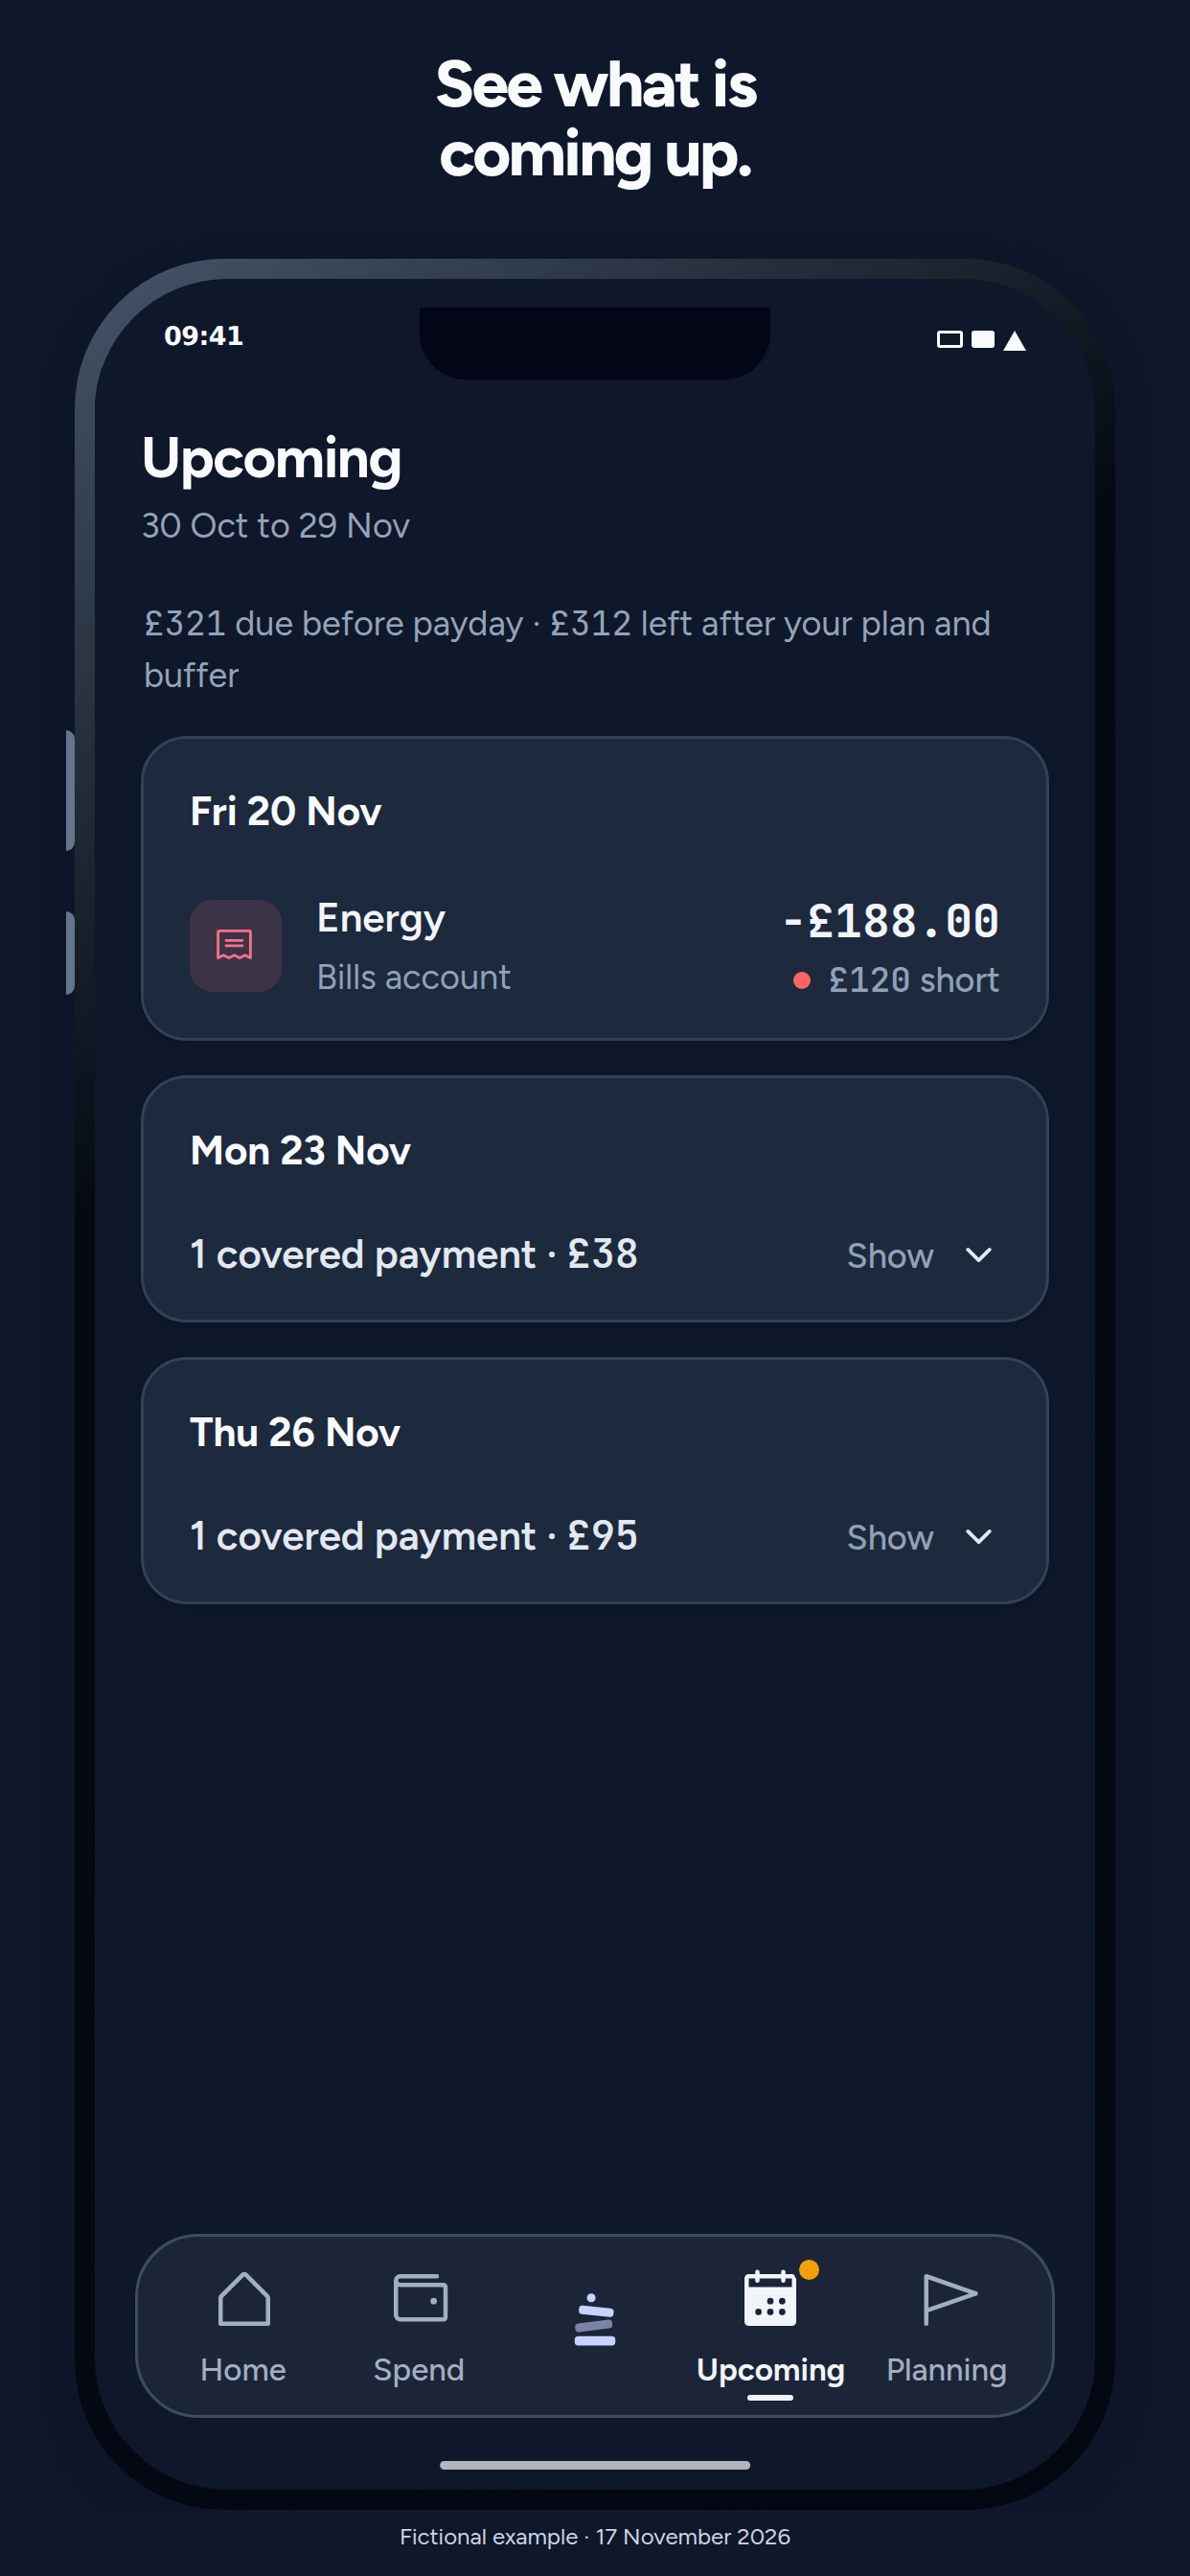 See what is
coming up.
09:41
Upcoming
30 Oct to 29 Nov
£321 due before payday · £312 left after your plan and
buffer
Fri 20 Nov
Energy
-£188.00
Bills account
£120 short
Mon 23 Nov
1 covered payment · £38
Show
Thu 26 Nov
1 covered payment · £95
Show
Home
Spend
Upcoming
Planning
Fictional example · 17 November 2026